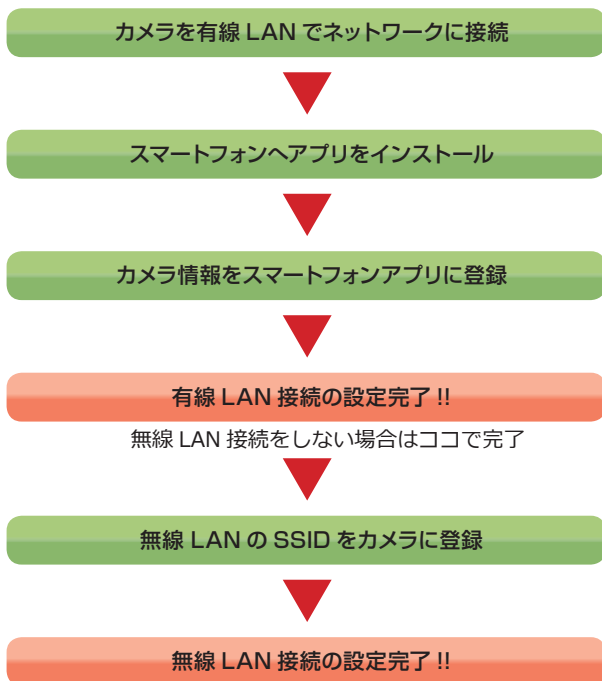 カメラを有線 LAN でネットワークに接続
スマートフォンへアプリをインストール
カメラ情報をスマートフォンアプリに登録
有線 LAN 接続の設定完了 !!
無線 LAN 接続をしない場合はココで完了
無線 LAN の SSID をカメラに登録
無線 LAN 接続の設定完了 !!